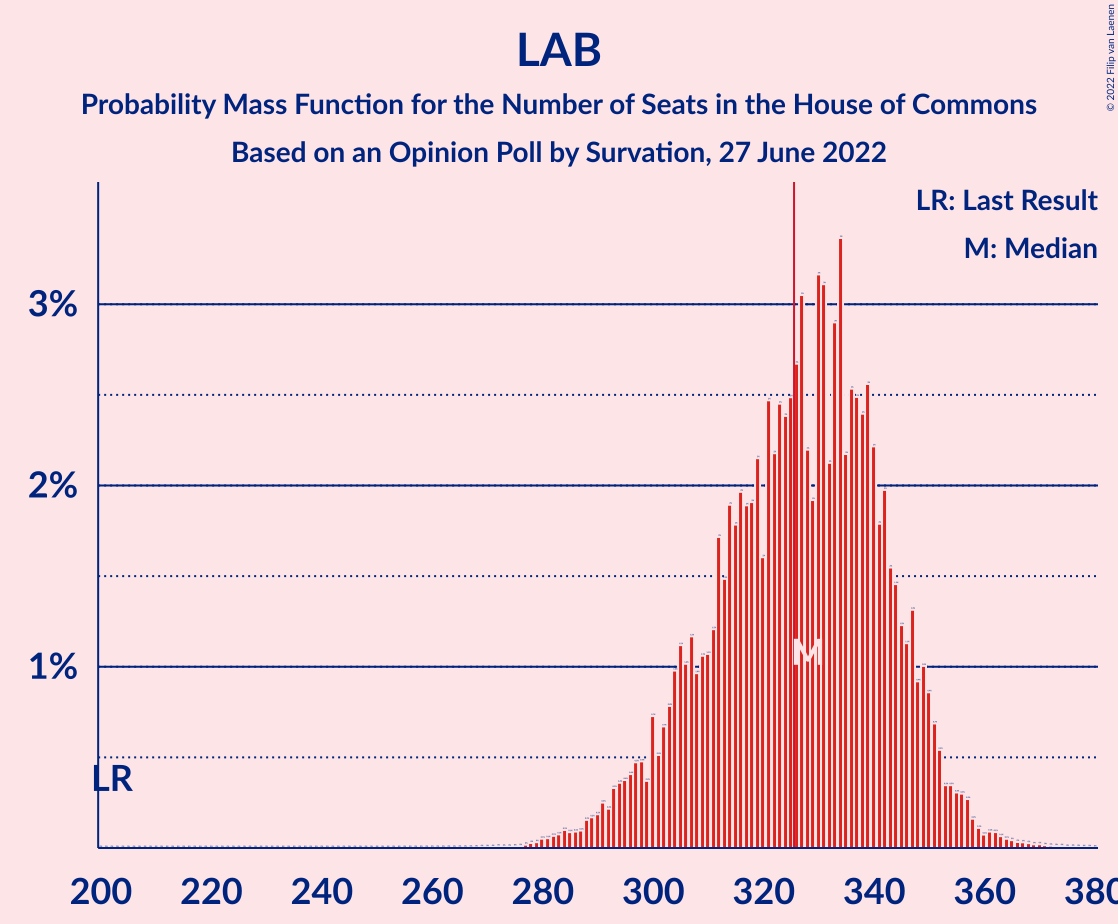 LAB
Probability Mass Function for the Number of Seats in the House of Commons
Based on an Opinion Poll by Survation, 27 June 2022
© 2022 Filip van Laenen
LR: Last Result
M: Median
3%
2%
1%
M
LR
200 220 240 260 280 300 320 340 360 380